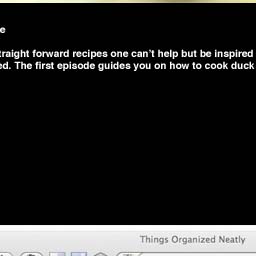 e
traight forward recipes one can't help but be inspired
ed. The first episode guides you on how to cook duck
Things Organized Neatly